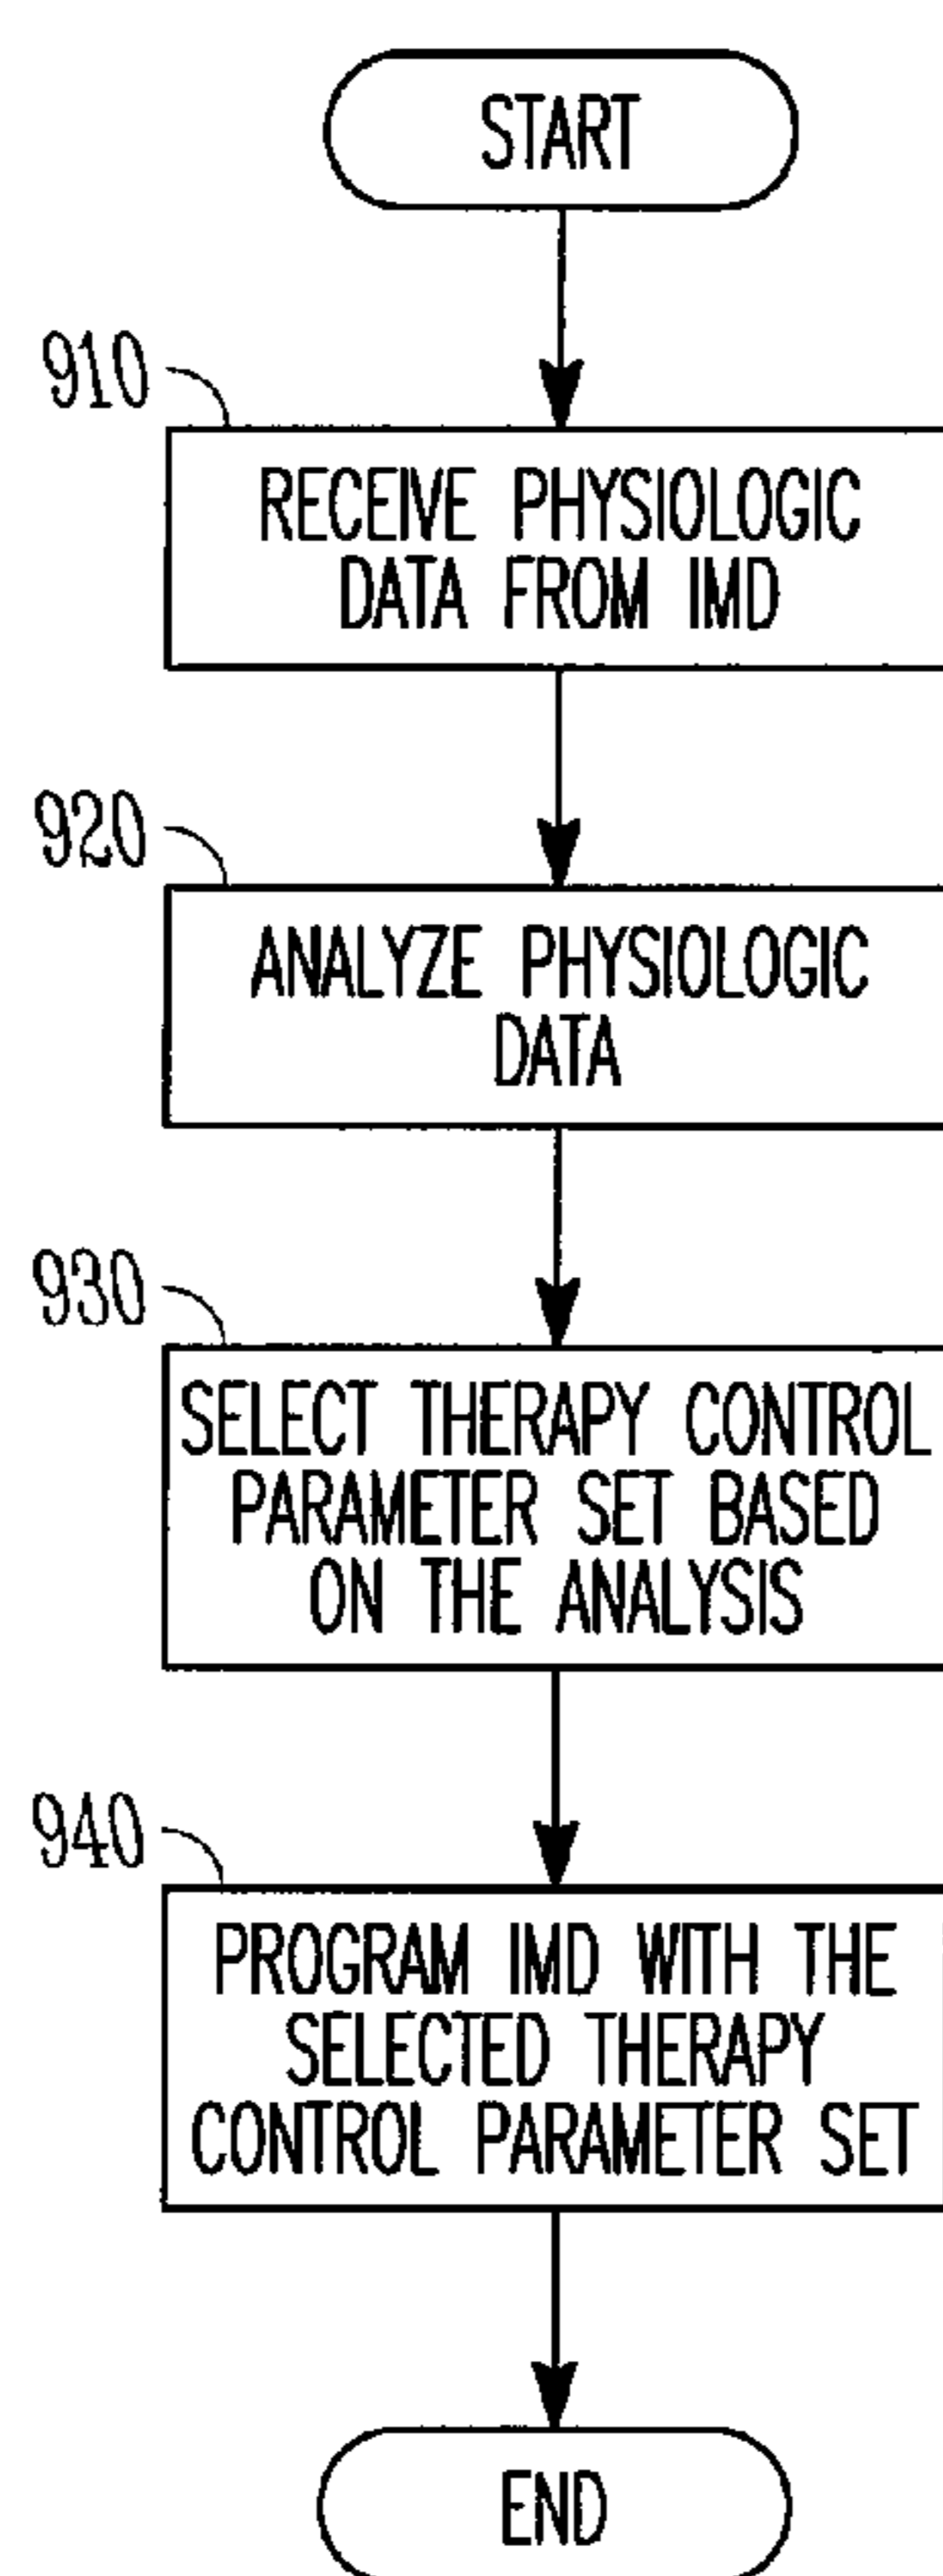 START
910
RECEIVE PHYSIOLOGIC
DATA FROM IMD
920
ANALYZE PHYSIOLOGIC
DATA
930
SELECT THERAPY CONTROL
PARAMETER SET BASED
ON THE ANALYSIS
940
PROGRAM IMD WITH THE
SELECTED THERAPY
CONTROL PARAMETER SET
END